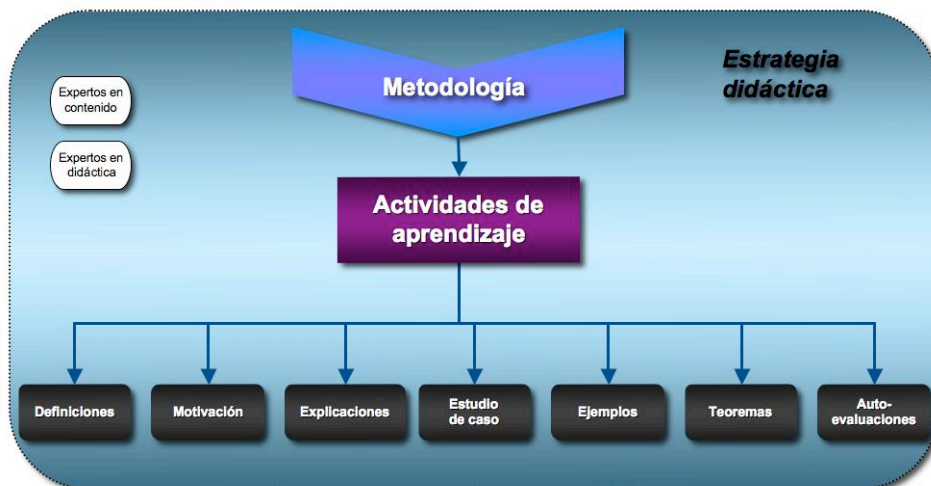 Metodología
Estrategia
didáctica
Expertos en
contenido
Expertos en
didáctica
Actividades de
aprendizaje
Definiciones
Motivación
Explicaciones
Estudio
de caso
Ejemplos
Teoremas
Auto-
evaluaciones